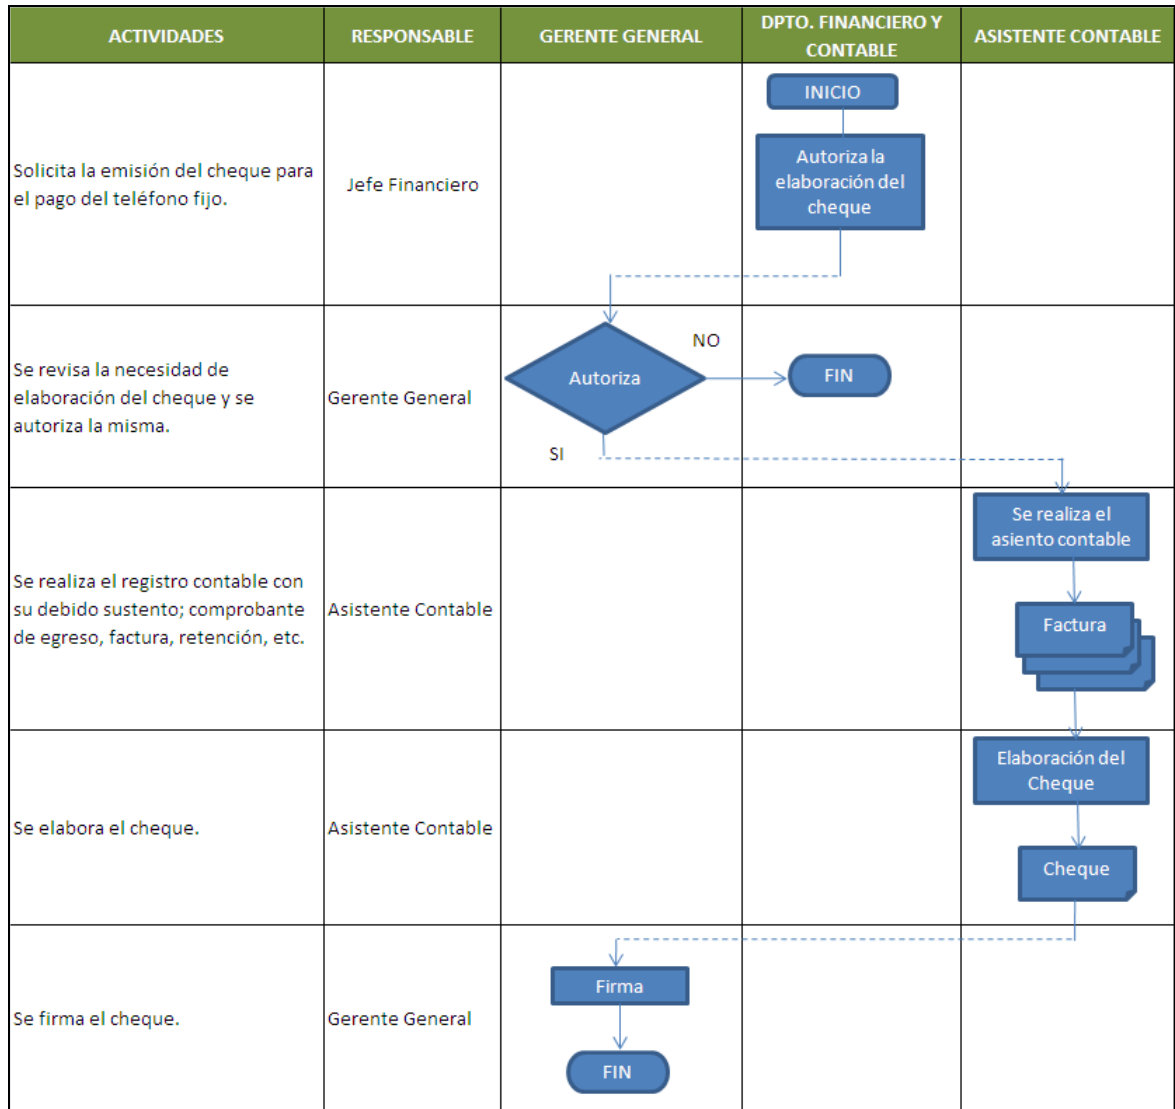 ACTIVIDADES
RESPONSABLE
GERENTE GENERAL
DPTO. FINANCIERO Y
CONTABLE
ASISTENTE CONTABLE
Solicita la emisión del cheque para
el pago del teléfono fijo.
Jefe Financiero
INICIO
Autoriza la
elaboración del
cheque
Se revisa la necesidad de
elaboración del cheque y se
autoriza la misma.
Gerente General
Autoriza
NO
FIN
SI
Se realiza el registro contable con
su debido sustento; comprobante
de egreso, factura, retención, etc.
Asistente Contable
Se realiza el
asiento contable
Factura
Se elabora el cheque.
Asistente Contable
Elaboración del
Cheque
Cheque
Se firma el cheque.
Gerente General
Firma
FIN